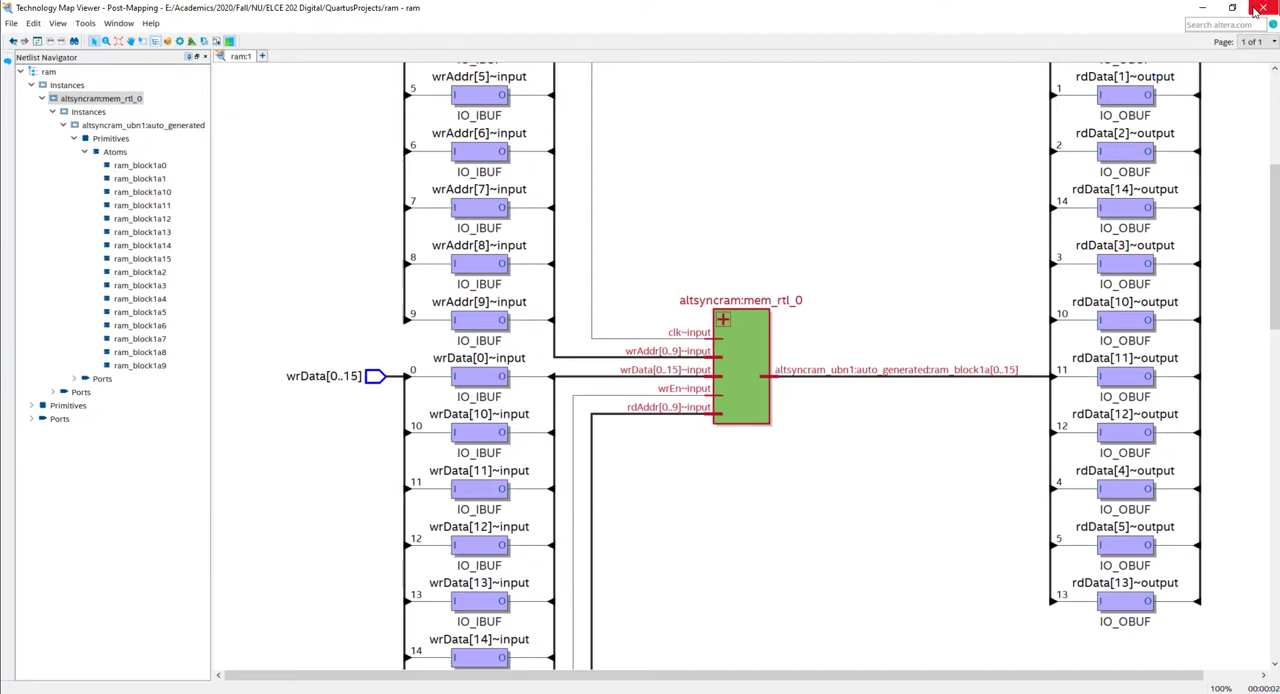 Technology Map Viewer - Post-Mapping - E:/Academics/2020/Fall/NU/ELCE 202 Digital/QuartusProjects/ram - ram
File Edit View Tools Window Help
Search altera.com
Page: 1 of 1
Netlist Navigator
ram
Instances
altsyncram:mem_rtl_0
Instances
altsyncram_ubn1:auto_generated
Primitives
Atoms
ram_block1a0
ram_block1a1
ram_block1a10
ram_block1a11
ram_block1a12
ram_block1a13
ram_block1a14
ram_block1a15
ram_block1a2
ram_block1a3
ram_block1a4
ram_block1a5
ram_block1a6
ram_block1a7
ram_block1a8
ram_block1a9
Ports
Ports
Primitives
Ports
ram:1
IO_IBUF
wrAddr[5]~input
5 I O
IO_IBUF
wrAddr[6]~input
6 I O
IO_IBUF
wrAddr[7]~input
7 I O
IO_IBUF
wrAddr[8]~input
8 I O
IO_IBUF
wrAddr[9]~input
9 I O
IO_IBUF
wrData[0]~input
wrData[0..15] 0 I O
IO_IBUF
wrData[10]~input
10 I O
IO_IBUF
wrData[11]~input
11 I O
IO_IBUF
wrData[12]~input
12 I O
IO_IBUF
wrData[13]~input
13 I O
IO_IBUF
wrData[14]~input
14 I O
altsyncram:mem_rtl_0
clk~input
wrAddr[0..9]~input
wrData[0..15]~input
wrEn~input
rdAddr[0..9]~input
altsyncram_ubn1:auto_generated:ram_block1a[0..15]
IO_OBUF
rdData[1]~output
1 I O
IO_OBUF
rdData[2]~output
2 I O
IO_OBUF
rdData[14]~output
14 I O
IO_OBUF
rdData[3]~output
3 I O
IO_OBUF
rdData[10]~output
10 I O
IO_OBUF
rdData[11]~output
11 I O
IO_OBUF
rdData[12]~output
12 I O
IO_OBUF
rdData[4]~output
4 I O
IO_OBUF
rdData[5]~output
5 I O
IO_OBUF
rdData[13]~output
13 I O
IO_OBUF
100% 00:00:02